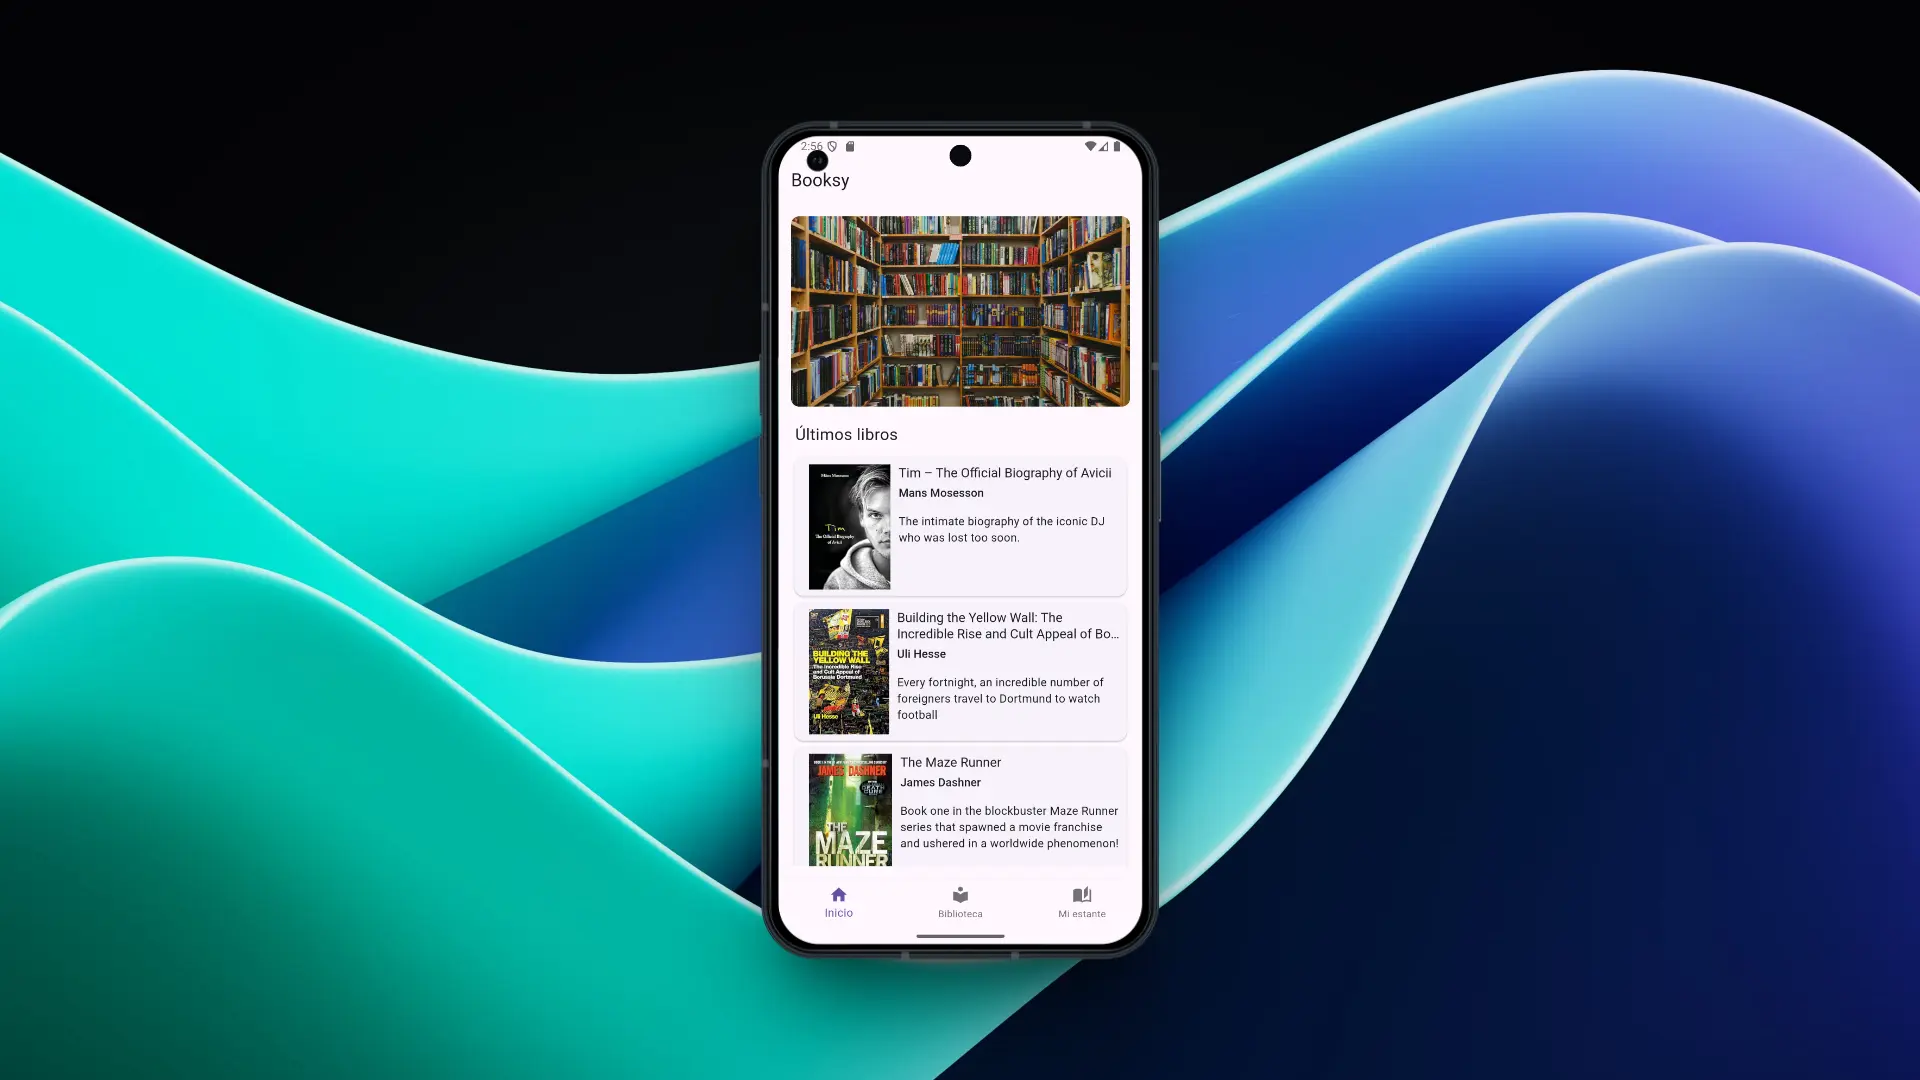 2:56
Booksy
Últimos libros
Måns Mosesson
Tim
The Official Biography
of Avicii
Tim – The Official Biography of Avicii
Mans Mosesson
The intimate biography of the iconic DJ
who was lost too soon.
BUILDING THE
YELLOW WALL
The Incredible Rise
and Cult Appeal of
Borussia Dortmund
Uli Hesse
Building the Yellow Wall: The
Incredible Rise and Cult Appeal of Bo...
Uli Hesse
Every fortnight, an incredible number of
foreigners travel to Dortmund to watch
football
JAMES DASHNER
THE
MAZE
RUNNER
The Maze Runner
James Dashner
Book one in the blockbuster Maze Runner
series that spawned a movie franchise
and ushered in a worldwide phenomenon!
Inicio
Biblioteca
Mi estante